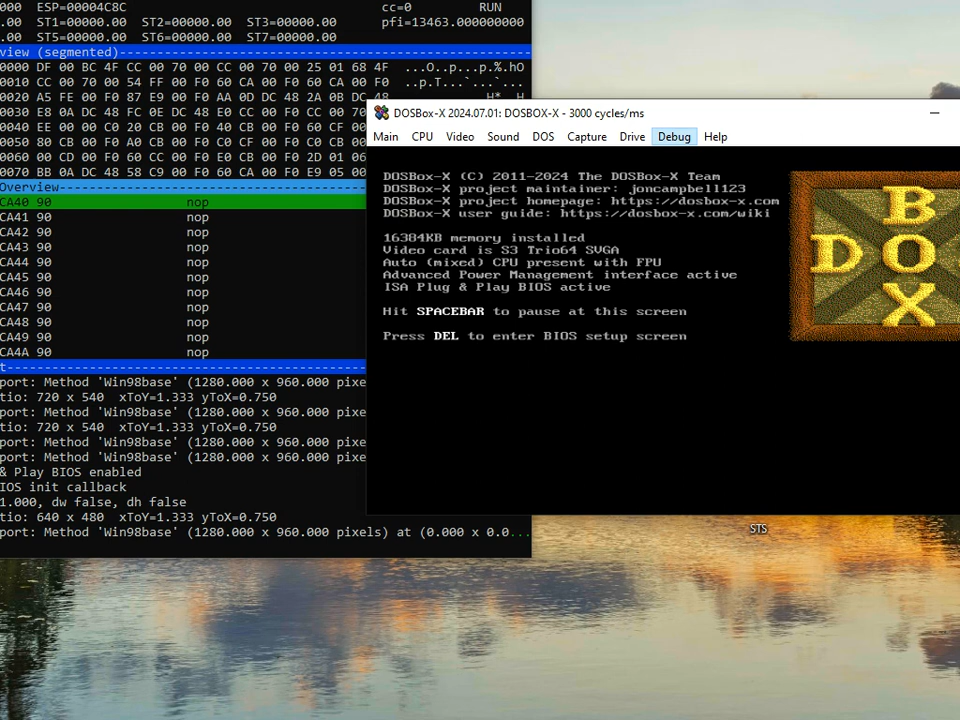 000  ESP=00004C8C cc=0 RUN
.00 ST1=00000.00 ST2=00000.00 ST3=00000.00 pfi=13463.000000000
.00 ST5=00000.00 ST6=00000.00 ST7=00000.00
view (segmented)
0000 DF 00 BC 4F CC 00 70 00 CC 00 70 00 25 01 68 4F ...O..p...p.%.hO
0010 CC 00 70 00 54 FF 00 F0 60 CA 00 F0 60 CA 00 F0 ..p.T...`...`...
0020 A5 FE 00 F0 87 E9 00 F0 AA 0D DC 48 2A 0B DC 48
0030 E8 0A DC 48 FC 0E DC 48 E0 CC 00 F0 CC 00 70
0040 EE 00 00 C0 20 CB 00 F0 40 CB 00 F0 60 CF 00
0050 80 CB 00 F0 A0 CB 00 F0 C0 CF 00 F0 C0 CB 00
0060 00 CD 00 F0 60 CC 00 F0 E0 CB 00 F0 2D 01 06
0070 BB 0A DC 48 58 C9 00 F0 60 CA 00 F0 E9 05 00
Overview
CA40 90 nop
CA41 90 nop
CA42 90 nop
CA43 90 nop
CA44 90 nop
CA45 90 nop
CA46 90 nop
CA47 90 nop
CA48 90 nop
CA49 90 nop
CA4A 90 nop
t
port: Method 'Win98base' (1280.000 x 960.000 pixe
tio: 720 x 540 xToY=1.333 yToX=0.750
port: Method 'Win98base' (1280.000 x 960.000 pixe
tio: 720 x 540 xToY=1.333 yToX=0.750
port: Method 'Win98base' (1280.000 x 960.000 pixe
port: Method 'Win98base' (1280.000 x 960.000 pixe
& Play BIOS enabled
IOS init callback
1.000, dw false, dh false
tio: 640 x 480 xToY=1.333 yToX=0.750
port: Method 'Win98base' (1280.000 x 960.000 pixels) at (0.000 x 0.0...
DOSBox-X 2024.07.01: DOSBOX-X - 3000 cycles/ms
Main CPU Video Sound DOS Capture Drive Debug Help
DOSBox-X (C) 2011-2024 The DOSBox-X Team
DOSBox-X project maintainer: joncampbell123
DOSBox-X project homepage: https://dosbox-x.com
DOSBox-X user guide: https://dosbox-x.com/wiki
16384KB memory installed
Video card is S3 Trio64 SVGA
Auto (mixed) CPU present with FPU
Advanced Power Management interface active
ISA Plug & Play BIOS active
Hit SPACEBAR to pause at this screen
Press DEL to enter BIOS setup screen
B
DOS
X
STS